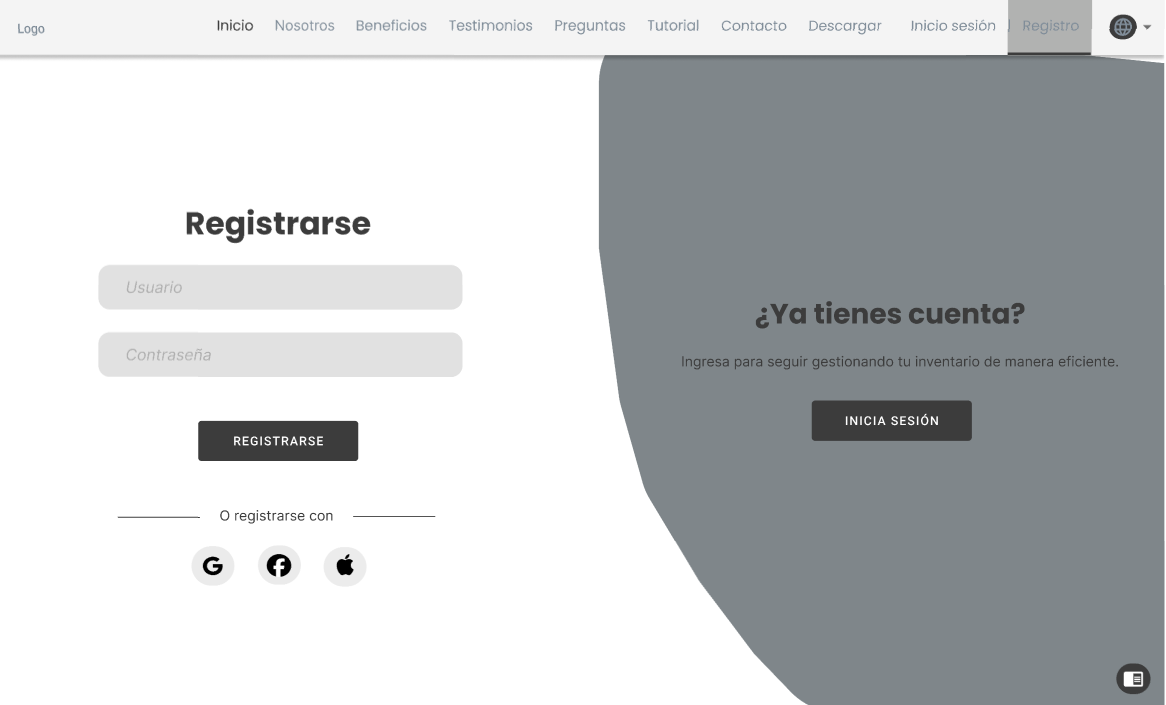 Logo
Inicio Nosotros Beneficios Testimonios Preguntas Tutorial Contacto Descargar Inicio sesión | Registro
Registrarse
Usuario
Contraseña
REGISTRARSE
O registrarse con
¿Ya tienes cuenta?
Ingresa para seguir gestionando tu inventario de manera eficiente.
INICIA SESIÓN